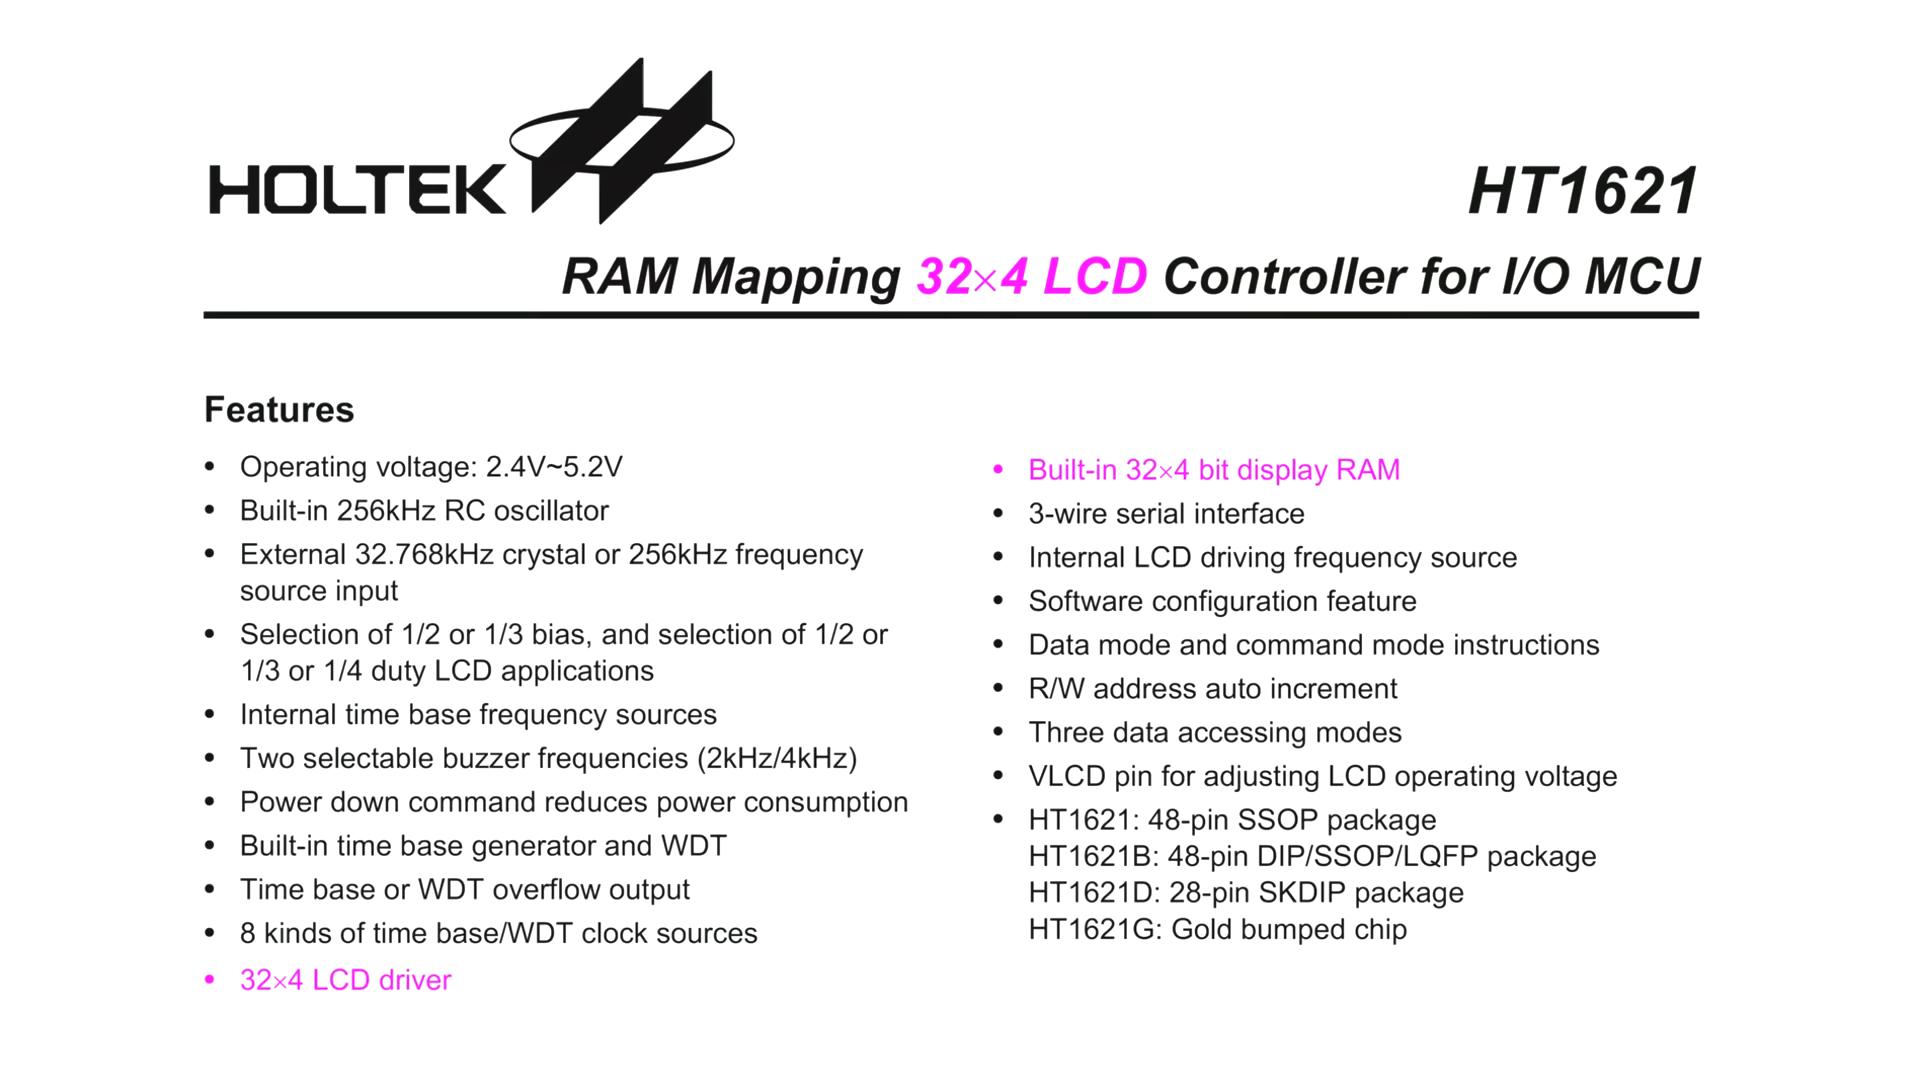 HOLTEK
HT1621
RAM Mapping 32×4 LCD Controller for I/O MCU
Features
• Operating voltage: 2.4V~5.2V
• Built-in 256kHz RC oscillator
• External 32.768kHz crystal or 256kHz frequency
source input
• Selection of 1/2 or 1/3 bias, and selection of 1/2 or
1/3 or 1/4 duty LCD applications
• Internal time base frequency sources
• Two selectable buzzer frequencies (2kHz/4kHz)
• Power down command reduces power consumption
• Built-in time base generator and WDT
• Time base or WDT overflow output
• 8 kinds of time base/WDT clock sources
• 32×4 LCD driver
• Built-in 32×4 bit display RAM
• 3-wire serial interface
• Internal LCD driving frequency source
• Software configuration feature
• Data mode and command mode instructions
• R/W address auto increment
• Three data accessing modes
• VLCD pin for adjusting LCD operating voltage
• HT1621: 48-pin SSOP package
HT1621B: 48-pin DIP/SSOP/LQFP package
HT1621D: 28-pin SKDIP package
HT1621G: Gold bumped chip